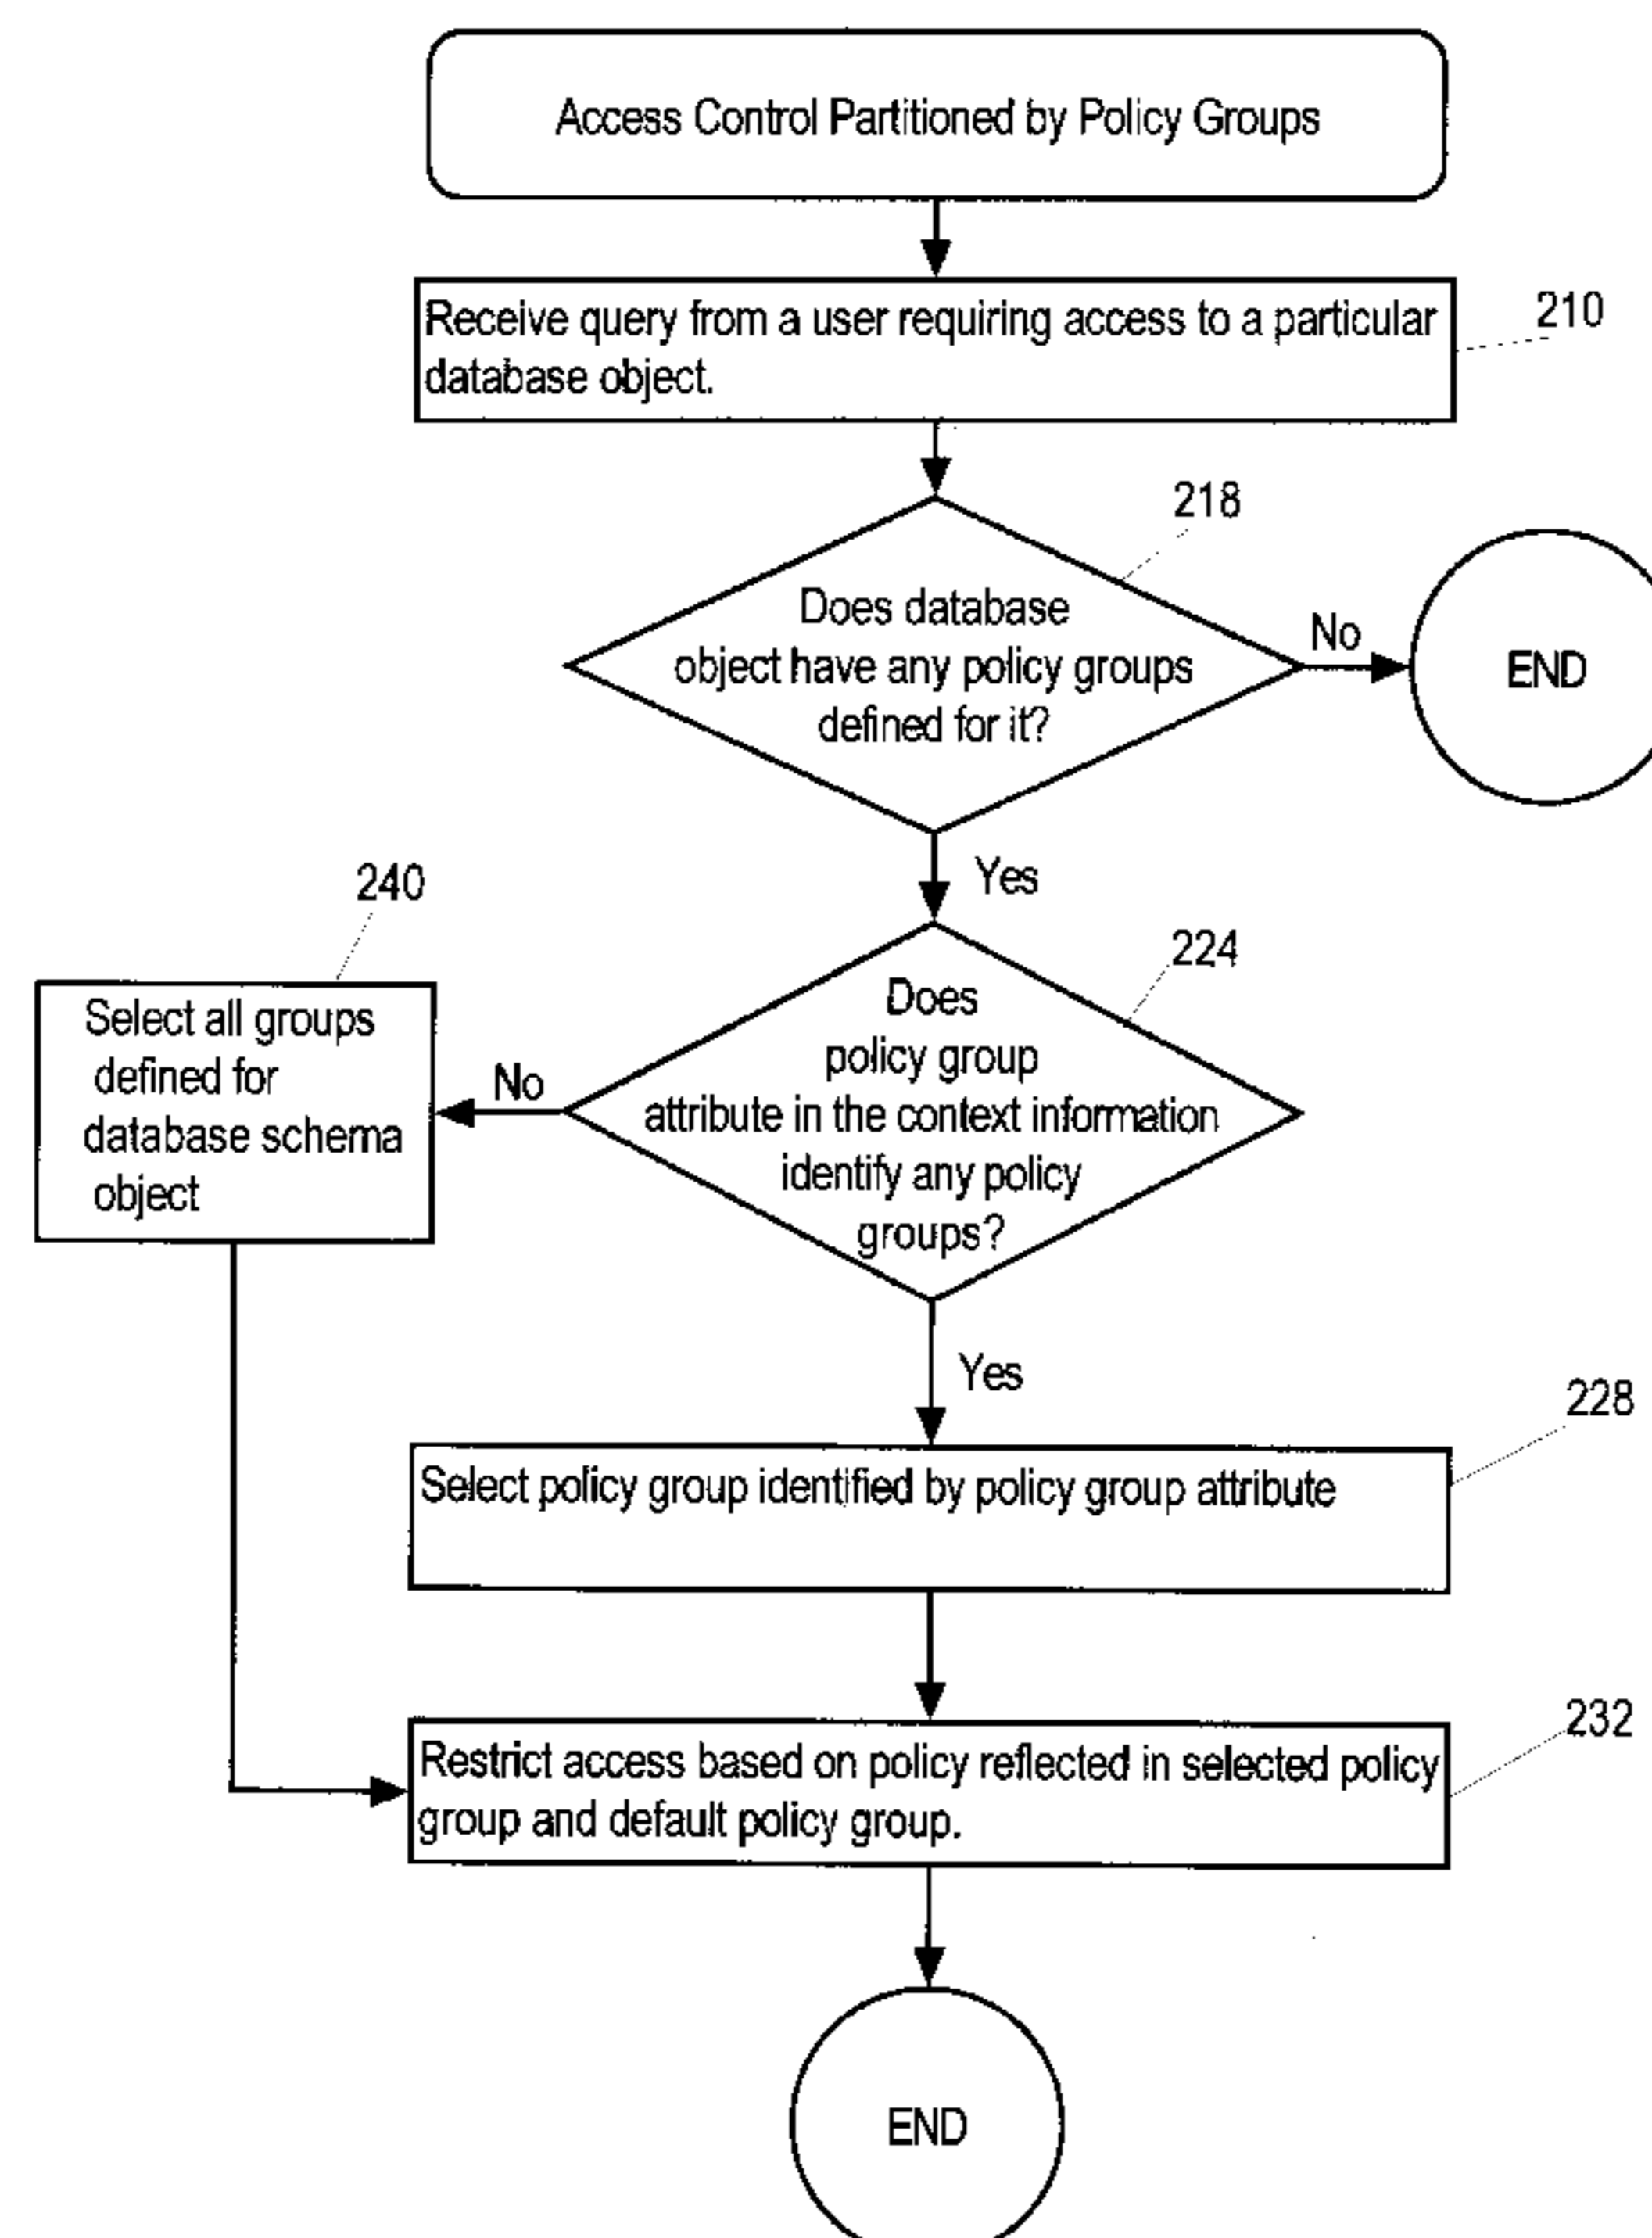 Access Control Partitioned by Policy Groups
Receive query from a user requiring access to a particular
database object.
210
218
Does database
object have any policy groups
defined for it?
No
END
Yes
240
224
Select all groups
defined for
database schema
object
No
Does
policy group
attribute in the context information
identify any policy
groups?
Yes
228
Select policy group identified by policy group attribute
232
Restrict access based on policy reflected in selected policy
group and default policy group.
END